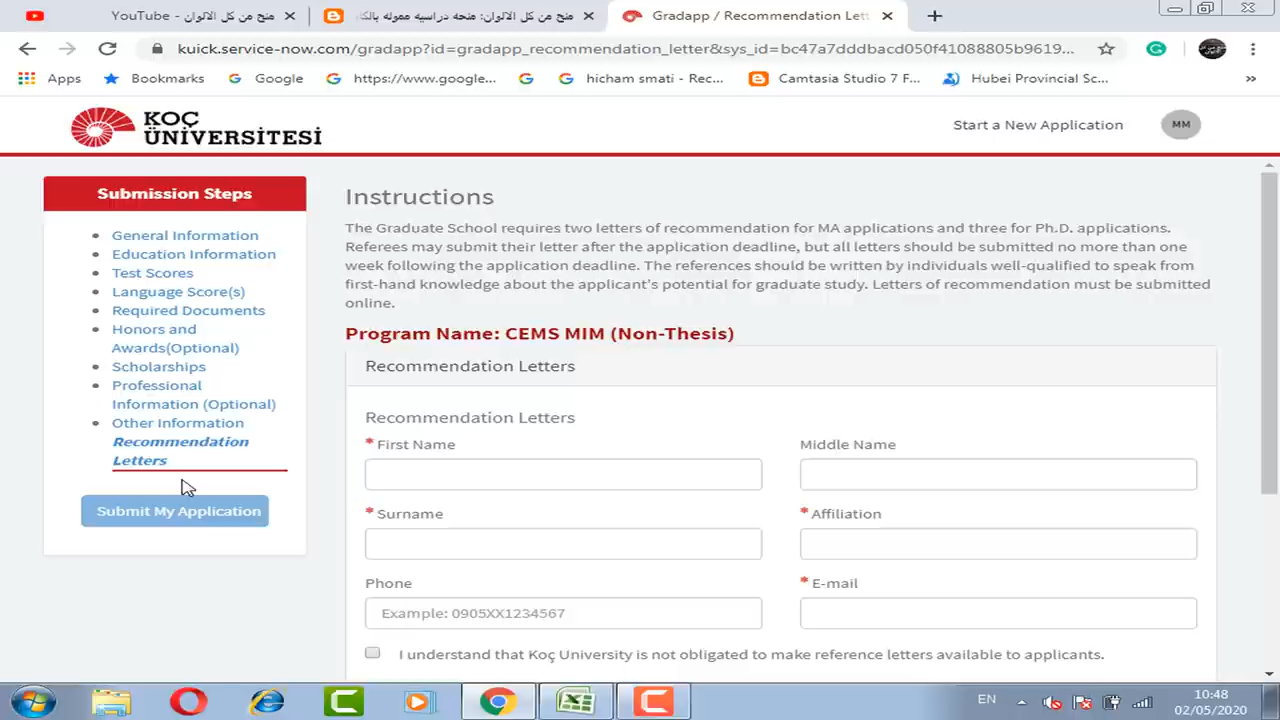 منح من كل الالوان - YouTube
منح من كل الالوان: منحه دراسيه مموله بالكا
Gradapp / Recommendation Lett
kuick.service-now.com/gradapp?id=gradapp_recommendation_letter&sys_id=bc47a7dddbacd050f41088805b9619...
Apps Bookmarks Google https://www.google... hicham smati - Rec... Camtasia Studio 7 F... Hubei Provincial Sc... »
KOÇ
ÜNİVERSİTESİ
Start a New Application MM
Submission Steps
General Information
Education Information
Test Scores
Language Score(s)
Required Documents
Honors and
Awards(Optional)
Scholarships
Professional
Information (Optional)
Other Information
Recommendation
Letters
Submit My Application
Instructions
The Graduate School requires two letters of recommendation for MA applications and three for Ph.D. applications.
Referees may submit their letter after the application deadline, but all letters should be submitted no more than one
week following the application deadline. The references should be written by individuals well-qualified to speak from
first-hand knowledge about the applicant's potential for graduate study. Letters of recommendation must be submitted
online.
Program Name: CEMS MIM (Non-Thesis)
Recommendation Letters
Recommendation Letters
* First Name Middle Name
* Surname * Affiliation
Phone * E-mail
Example: 0905XX1234567
I understand that Koç University is not obligated to make reference letters available to applicants.
EN 10:48
02/05/2020